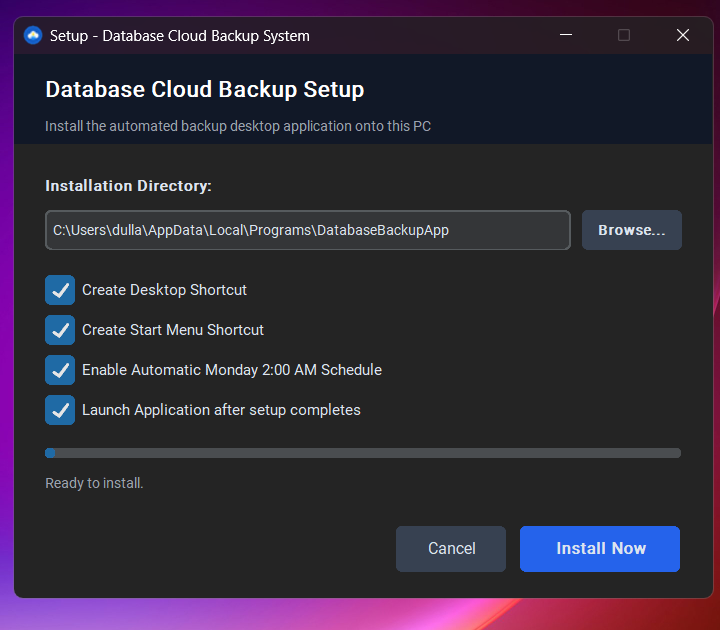 Setup - Database Cloud Backup System
Database Cloud Backup Setup
Install the automated backup desktop application onto this PC
Installation Directory:
C:\Users\dulla\AppData\Local\Programs\DatabaseBackupApp
Browse...
Create Desktop Shortcut
Create Start Menu Shortcut
Enable Automatic Monday 2:00 AM Schedule
Launch Application after setup completes
Ready to install.
Cancel
Install Now